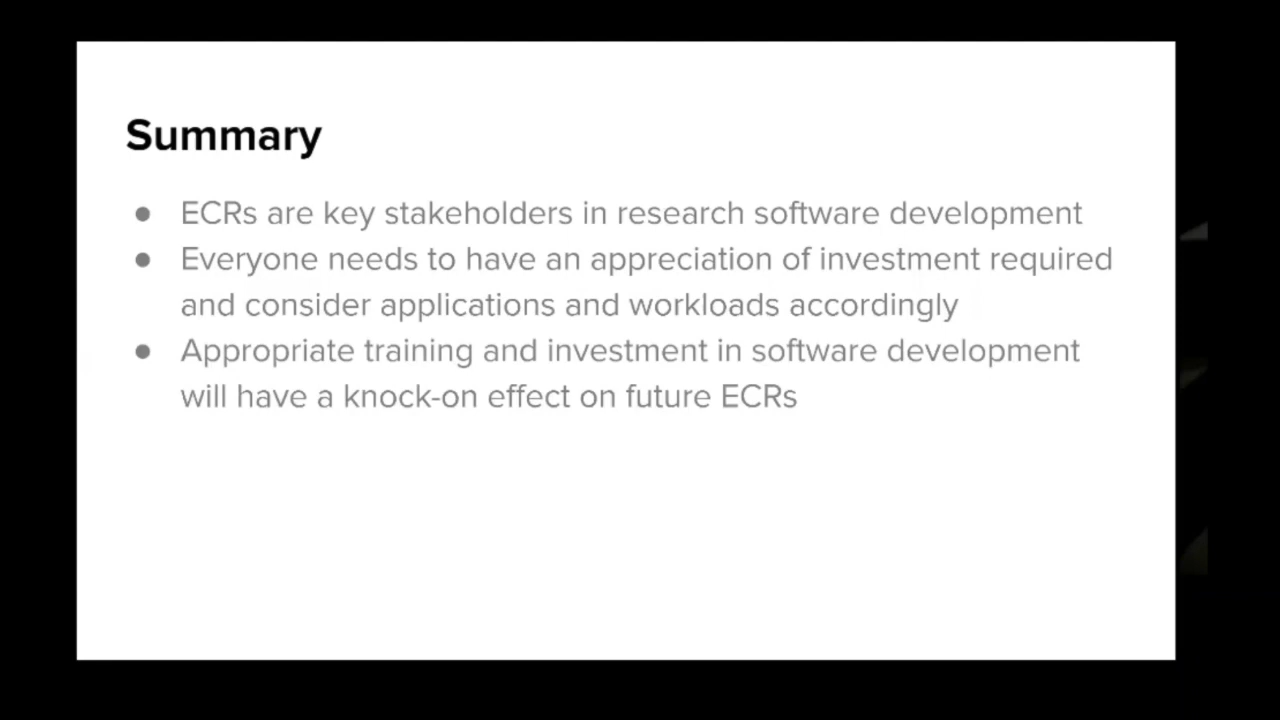 Summary
● ECRs are key stakeholders in research software development
● Everyone needs to have an appreciation of investment required
and consider applications and workloads accordingly
● Appropriate training and investment in software development
will have a knock-on effect on future ECRs